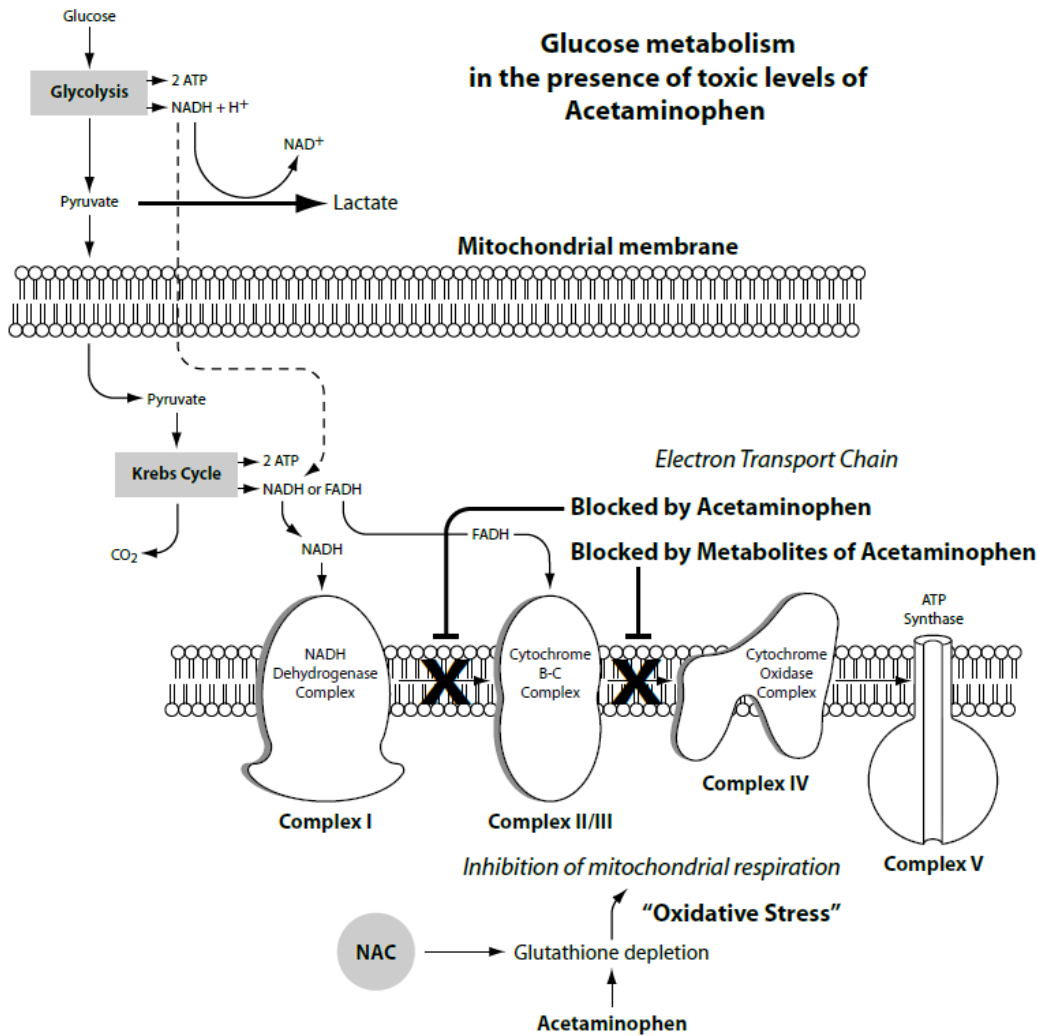 Glucose
Glucose metabolism
in the presence of toxic levels of
Acetaminophen
Glycolysis
2 ATP
NADH + H⁺
NAD⁺
Pyruvate
Lactate
Mitochondrial membrane
Pyruvate
Krebs Cycle
2 ATP
NADH or FADH
CO₂
NADH
FADH
Electron Transport Chain
Blocked by Acetaminophen
Blocked by Metabolites of Acetaminophen
NADH
Dehydrogenase
Complex
X
Cytochrome
B-C
Complex
X
Cytochrome
Oxidase
Complex
ATP
Synthase
Complex I
Complex II/III
Complex IV
Complex V
Inhibition of mitochondrial respiration
“Oxidative Stress”
NAC
Glutathione depletion
Acetaminophen